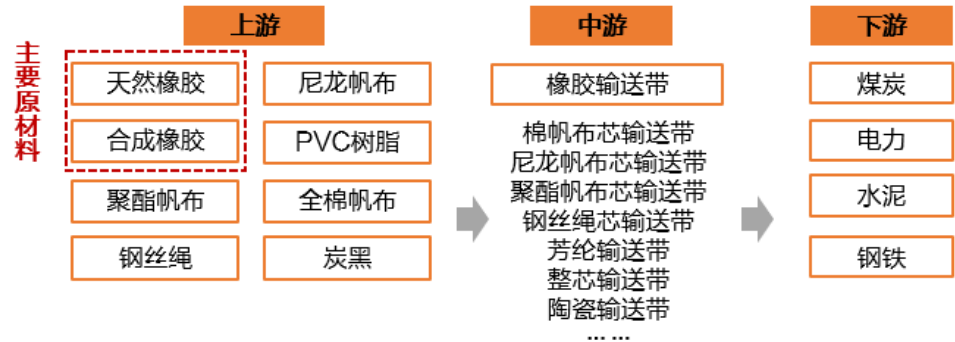 上游
中游
下游
主要原材料
天然橡胶
尼龙帆布
橡胶输送带
煤炭
合成橡胶
PVC树脂
棉帆布芯输送带
电力
尼龙帆布芯输送带
聚酯帆布
全棉帆布
聚酯帆布芯输送带
水泥
钢丝绳芯输送带
钢丝绳
炭黑
芳纶输送带
钢铁
整芯输送带
陶瓷输送带
... ...